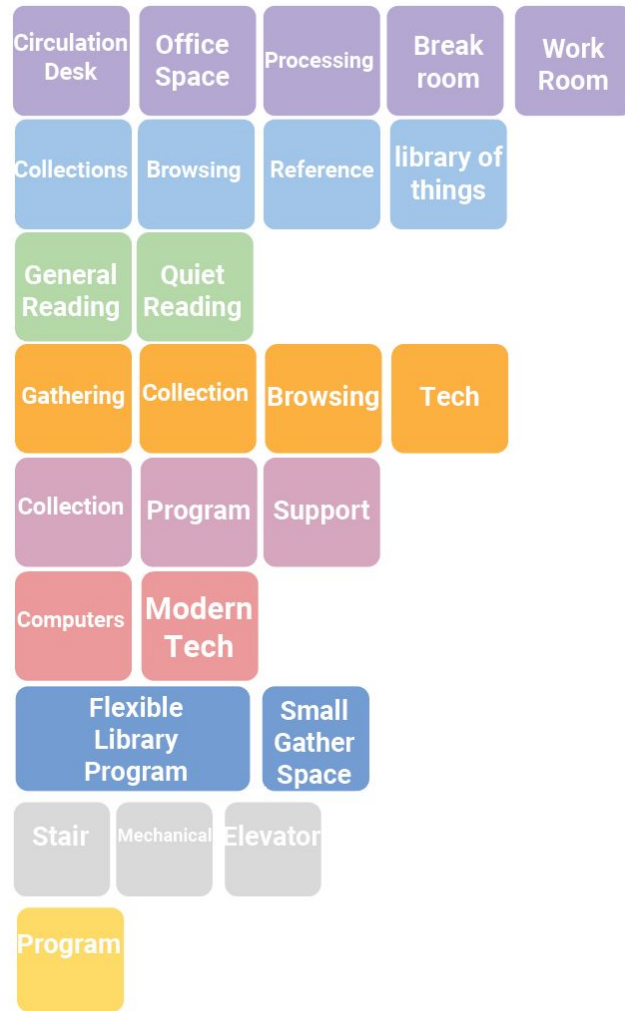 Circulation
Desk
Office
Space
Processing
Break
room
Work
Room
Collections
Browsing
Reference
library of
things
General
Reading
Quiet
Reading
Gathering
Collection
Browsing
Tech
Collection
Program
Support
Computers
Modern
Tech
Flexible
Library
Program
Small
Gather
Space
Stair
Mechanical
Elevator
Program